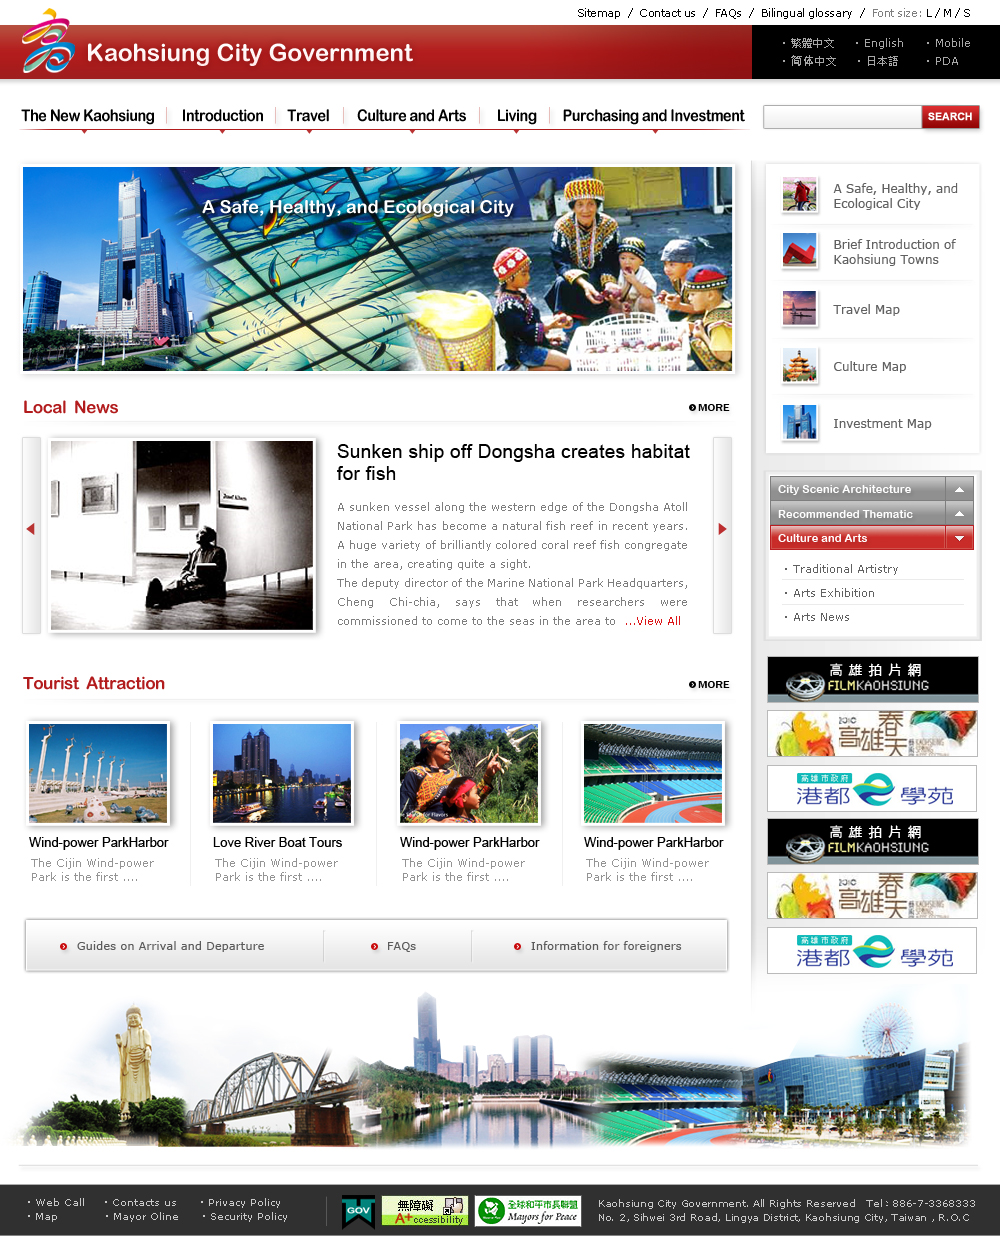 Sitemap / Contact us / FAQs / Bilingual glossary / Font size: L / M / S
Kaohsiung City Government
· 繁體中文 · English · Mobile
· 简体中文 · 日本語 · PDA
The New Kaohsiung Introduction Travel Culture and Arts Living Purchasing and Investment SEARCH
A Safe, Healthy, and Ecological City
A Safe, Healthy, and
Ecological City
Brief Introduction of
Kaohsiung Towns
Travel Map
Culture Map
Investment Map
Local News
MORE
Sunken ship off Dongsha creates habitat
for fish
A sunken vessel along the western edge of the Dongsha Atoll
National Park has become a natural fish reef in recent years.
A huge variety of brilliantly colored coral reef fish congregate
in the area, creating quite a sight.
The deputy director of the Marine National Park Headquarters,
Cheng Chi-chia, says that when researchers were
commissioned to come to the seas in the area to ...View All
City Scenic Architecture
Recommended Thematic
Culture and Arts
· Traditional Artistry
· Arts Exhibition
· Arts News
高雄拍片網
FILMKAOHSIUNG
2010
高雄春天
高雄市政府
港都學苑
高雄拍片網
FILMKAOHSIUNG
2010
高雄春天
高雄市政府
港都學苑
Tourist Attraction
MORE
Wind-power ParkHarbor
The Cijin Wind-power
Park is the first ....
Love River Boat Tours
The Cijin Wind-power
Park is the first ....
Wind-power ParkHarbor
The Cijin Wind-power
Park is the first ....
Wind-power ParkHarbor
The Cijin Wind-power
Park is the first ....
Guides on Arrival and Departure
FAQs
Information for foreigners
· Web Call · Contacts us · Privacy Policy
· Map · Mayor Oline · Security Policy
GOV
無障礙
A+ccessibility
全球和平市長聯盟
Mayors for Peace
Kaohsiung City Government. All Rights Reserved Tel: 886-7-3368333
No. 2, Sihwei 3rd Road, Lingya District, Kaohsiung City, Taiwan , R.O.C